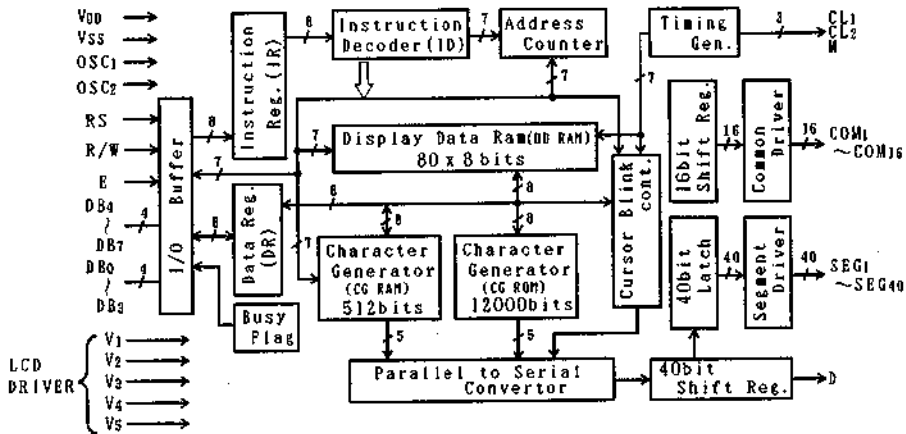 VDD
VSS
OSC1
OSC2
RS
R/W
E
DB4
~
DB7
DB0
~
DB3
4
4
I/O Buffer
8
7
8
Instruction
Reg. (IR)
8
Instruction
Decoder(ID)
7
Address
Counter
7
Timing
Gen.
3
CL1
CL2
M
7
7
Display Data Ram(DD RAM)
80 x 8bits
8
8
8
8
7
Data Reg.
(DR)
Busy
Flag
Character
Generator
(CG RAM)
512bits
Character
Generator
(CG ROM)
12000bits
5
5
Cursor Blink
cont.
16bit
Shift Reg.
16
Common
Driver
16
COM1
~COM16
40bit
Latch
40
Segment
Driver
40
SEG1
~SEG40
Parallel to Serial
Convertor
40bit
Shift Reg.
D
LCD
DRIVER
V1
V2
V3
V4
V5